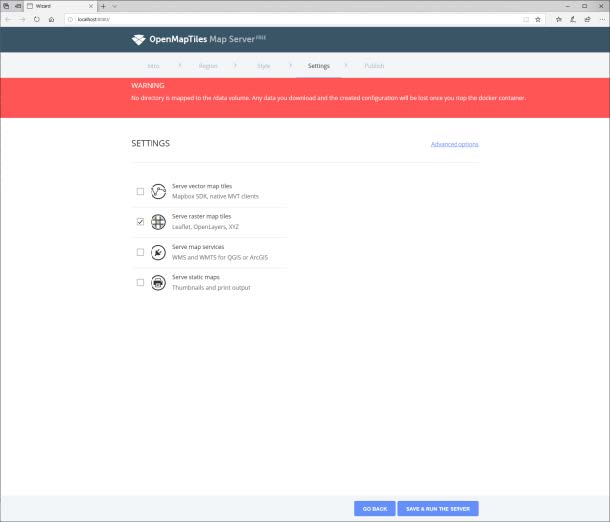 Wizard
localhost
OpenMapTiles Map Server FREE
Intro
Region
Style
Settings
Publish
WARNING
No directory is mapped to the /data volume. Any data you download and the created configuration will be lost once you stop the docker container.
SETTINGS
Advanced options
Serve vector map tiles
Mapbox SDK, native MVT clients
Serve raster map tiles
Leaflet, OpenLayers, XYZ
Serve map services
WMS and WMTS for QGIS or ArcGIS
Serve static maps
Thumbnails and print output
GO BACK
SAVE & RUN THE SERVER